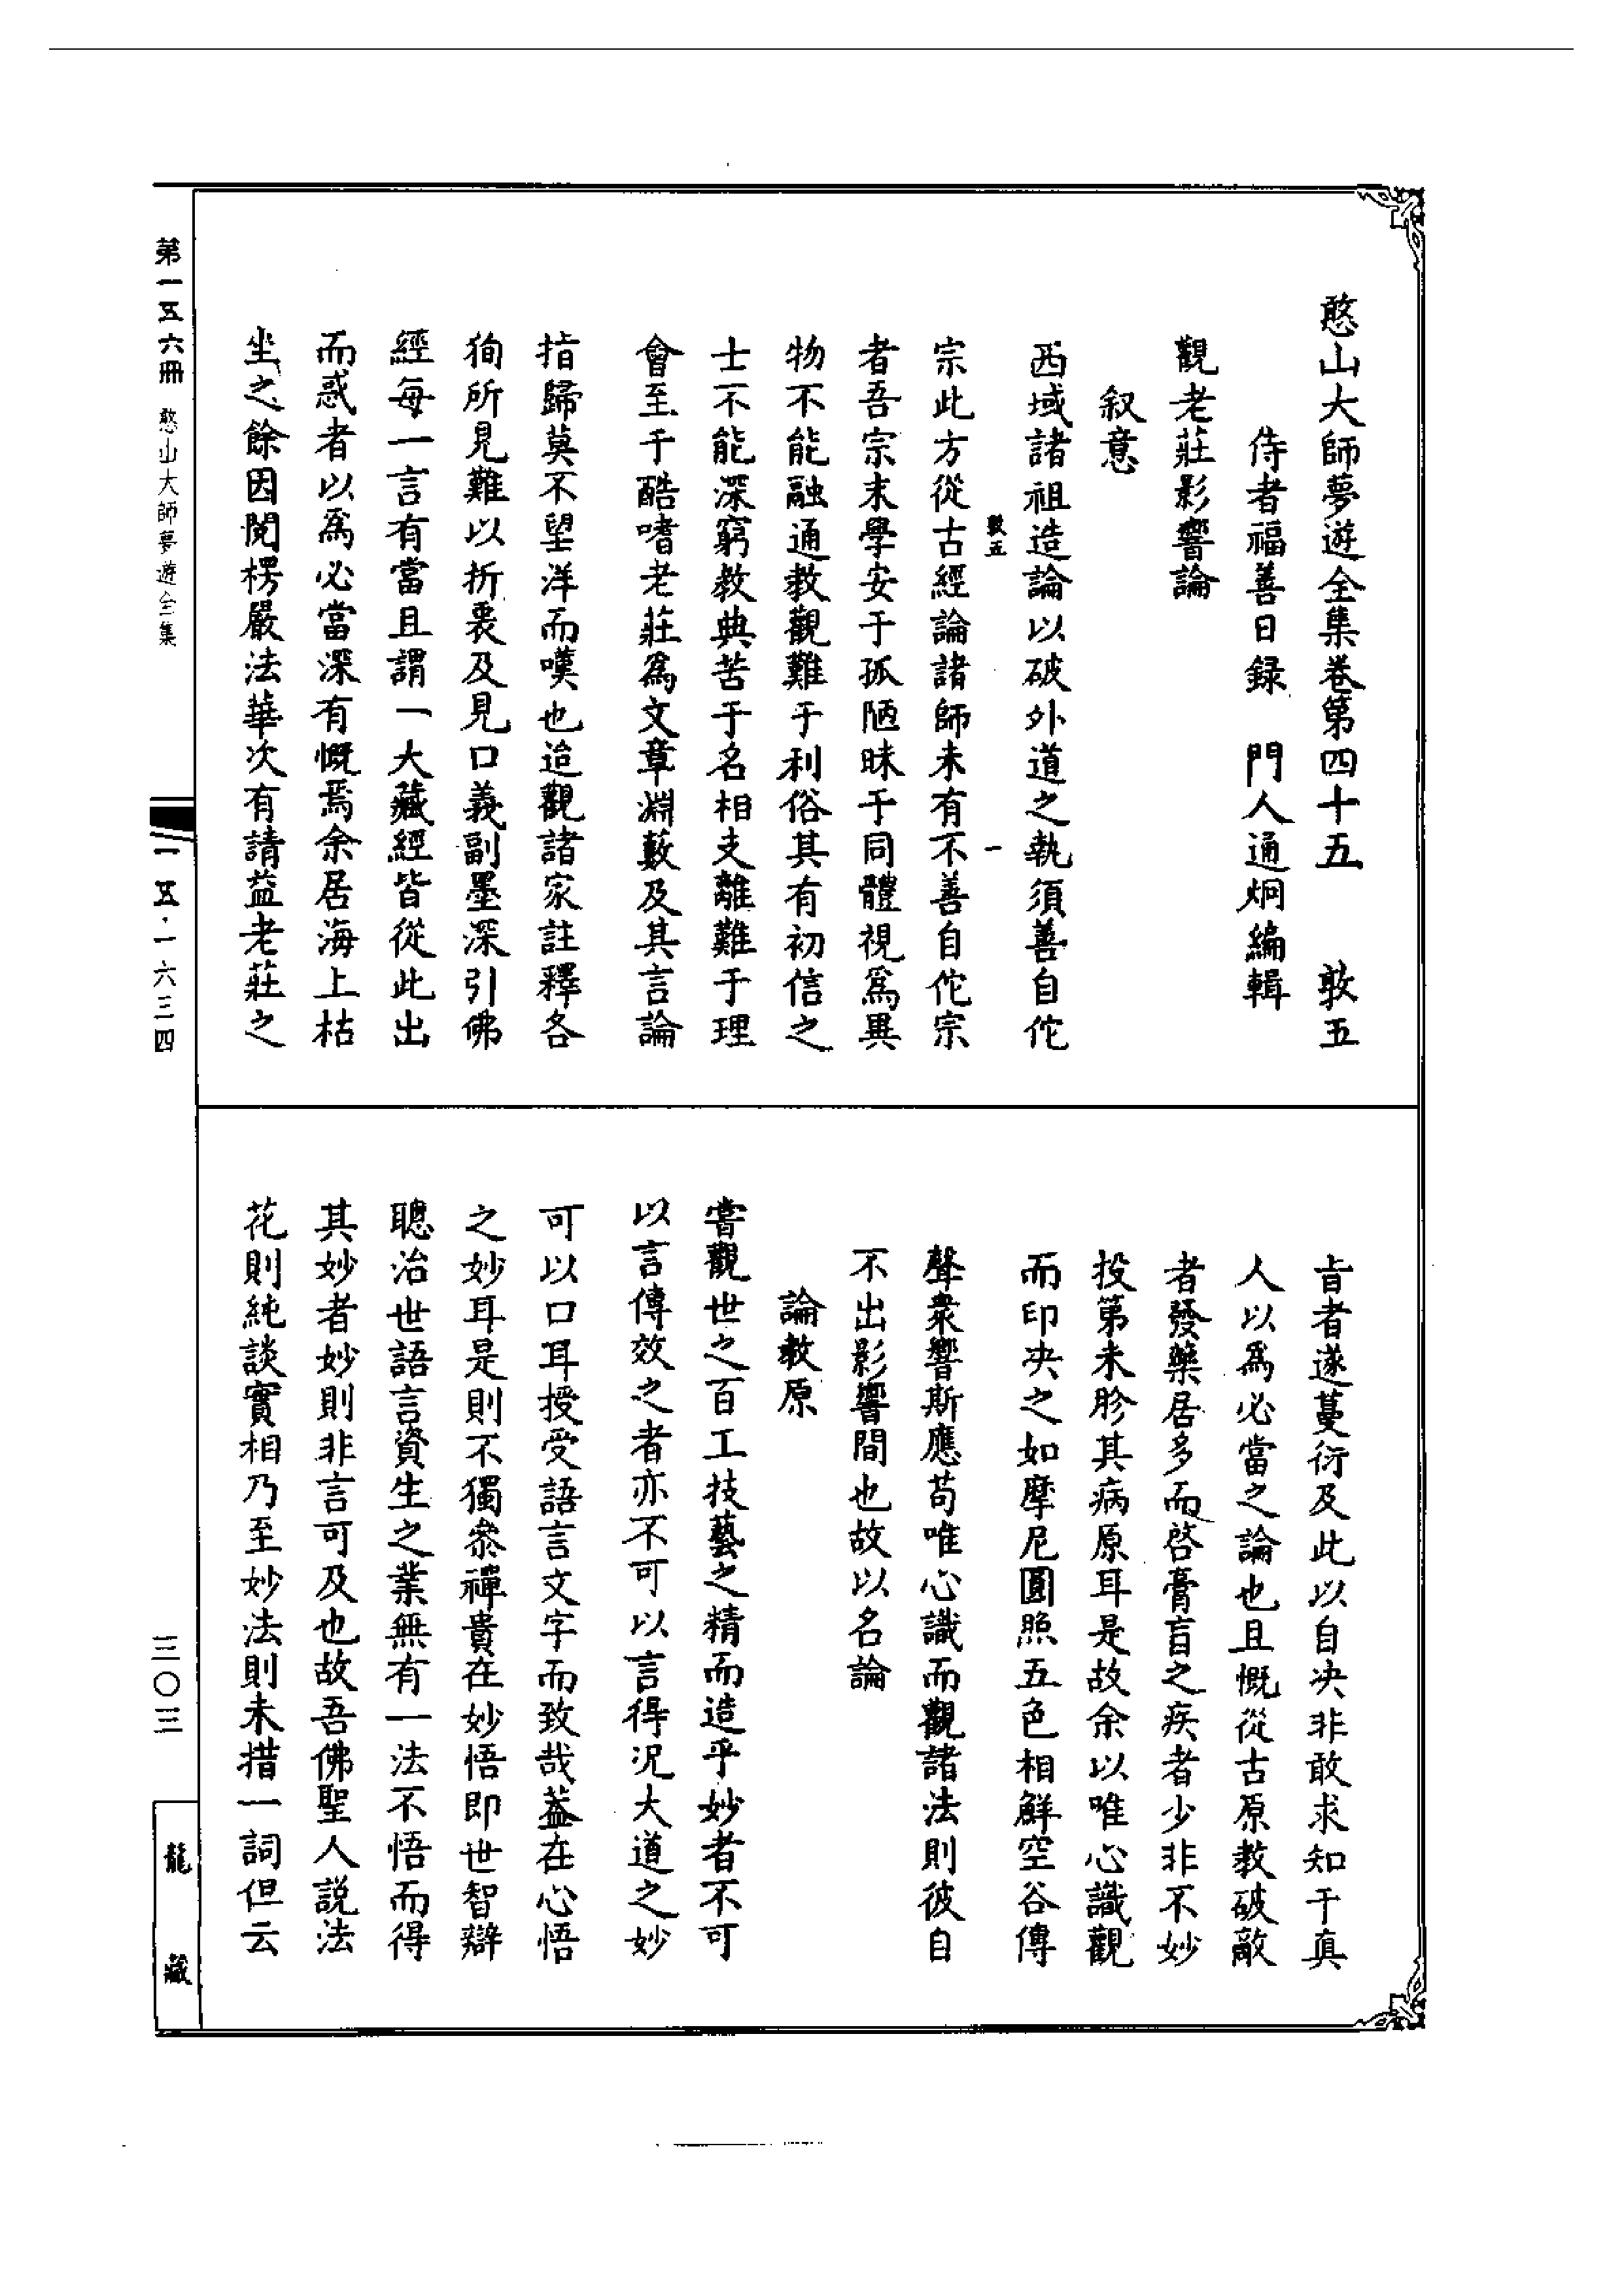 憨山大師夢遊全集卷第四十五　敦五
侍者福善日録　門人通炯編輯
觀老莊影響論
叙意
西域諸祖造論以破外道之執須善自佗
敦五　一
宗此方從古經論諸師未有不善自佗宗
者吾宗末學安于孤陋昧于同體視爲異
物不能融通教觀難于利俗其有初信之
士不能深窮教典苦于名相支離難于理
會至于酷嗜老莊爲文章淵藪及其言論
指歸莫不望洋而嘆也迨觀諸家註釋各
狥所見難以折衷及見口義副墨深引佛
經每一言有當且謂一大藏經皆從此出
而惑者以爲必當深有慨焉余居海上枯
坐之餘因閱楞嚴法華次有請益老莊之
旨者遂蔓衍及此以自决非敢求知于真
人以爲必當之論也且慨從古原教破敵
者發藥居多而啓膏肓之疾者少非不妙
投第未胗其病原耳是故余以唯心識觀
而印决之如摩尼圓照五色相鮮空谷傳
聲衆響斯應苟唯心識而觀諸法則彼自
不出影響間也故以名論
論教原
嘗觀世之百工技藝之精而造乎妙者不可
以言傳效之者亦不可以言得况大道之妙
可以口耳授受語言文字而致哉葢在心悟
之妙耳是則不獨叅禪貴在妙悟即世智辯
聰治世語言資生之業無有一法不悟而得
其妙者妙則非言可及也故吾佛聖人説法
花則純談實相乃至妙法則未措一詞但云
第一五六冊　憨山大師夢遊全集
一五·一六三四
三〇三
龍藏